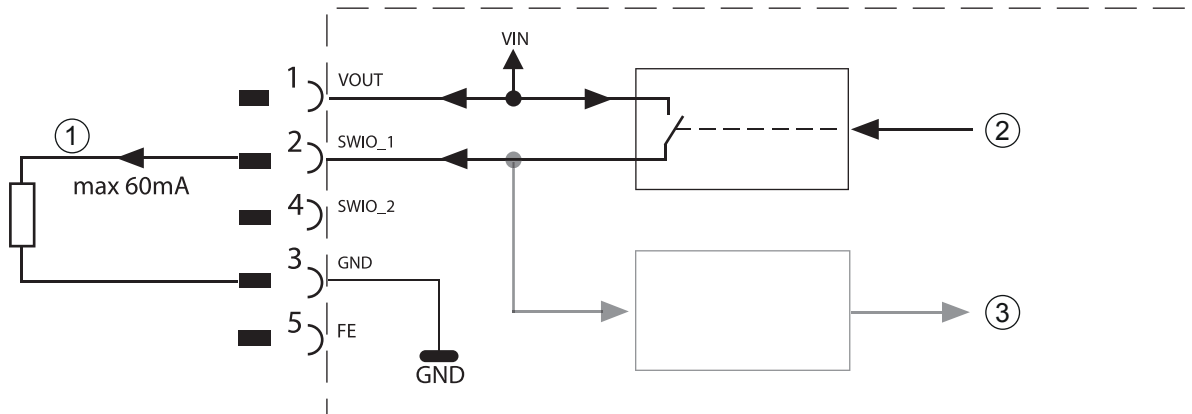 VIN
1 VOUT
① 2 SWIO_1 ②
max 60mA
4 SWIO_2
3 GND
③
5 FE
GND